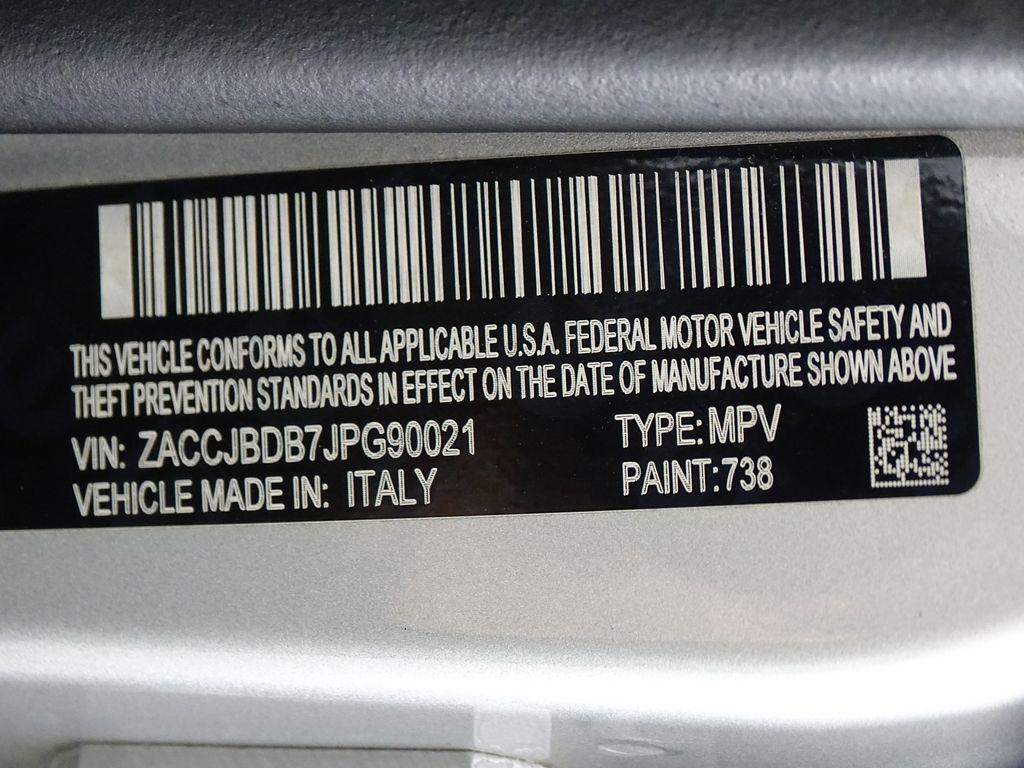 THIS VEHICLE CONFORMS TO ALL APPLICABLE U.S.A. FEDERAL MOTOR VEHICLE SAFETY AND
THEFT PREVENTION STANDARDS IN EFFECT ON THE DATE OF MANUFACTURE SHOWN ABOVE
VIN: ZACCJBDB7JPG90021 TYPE: MPV
VEHICLE MADE IN: ITALY PAINT: 738